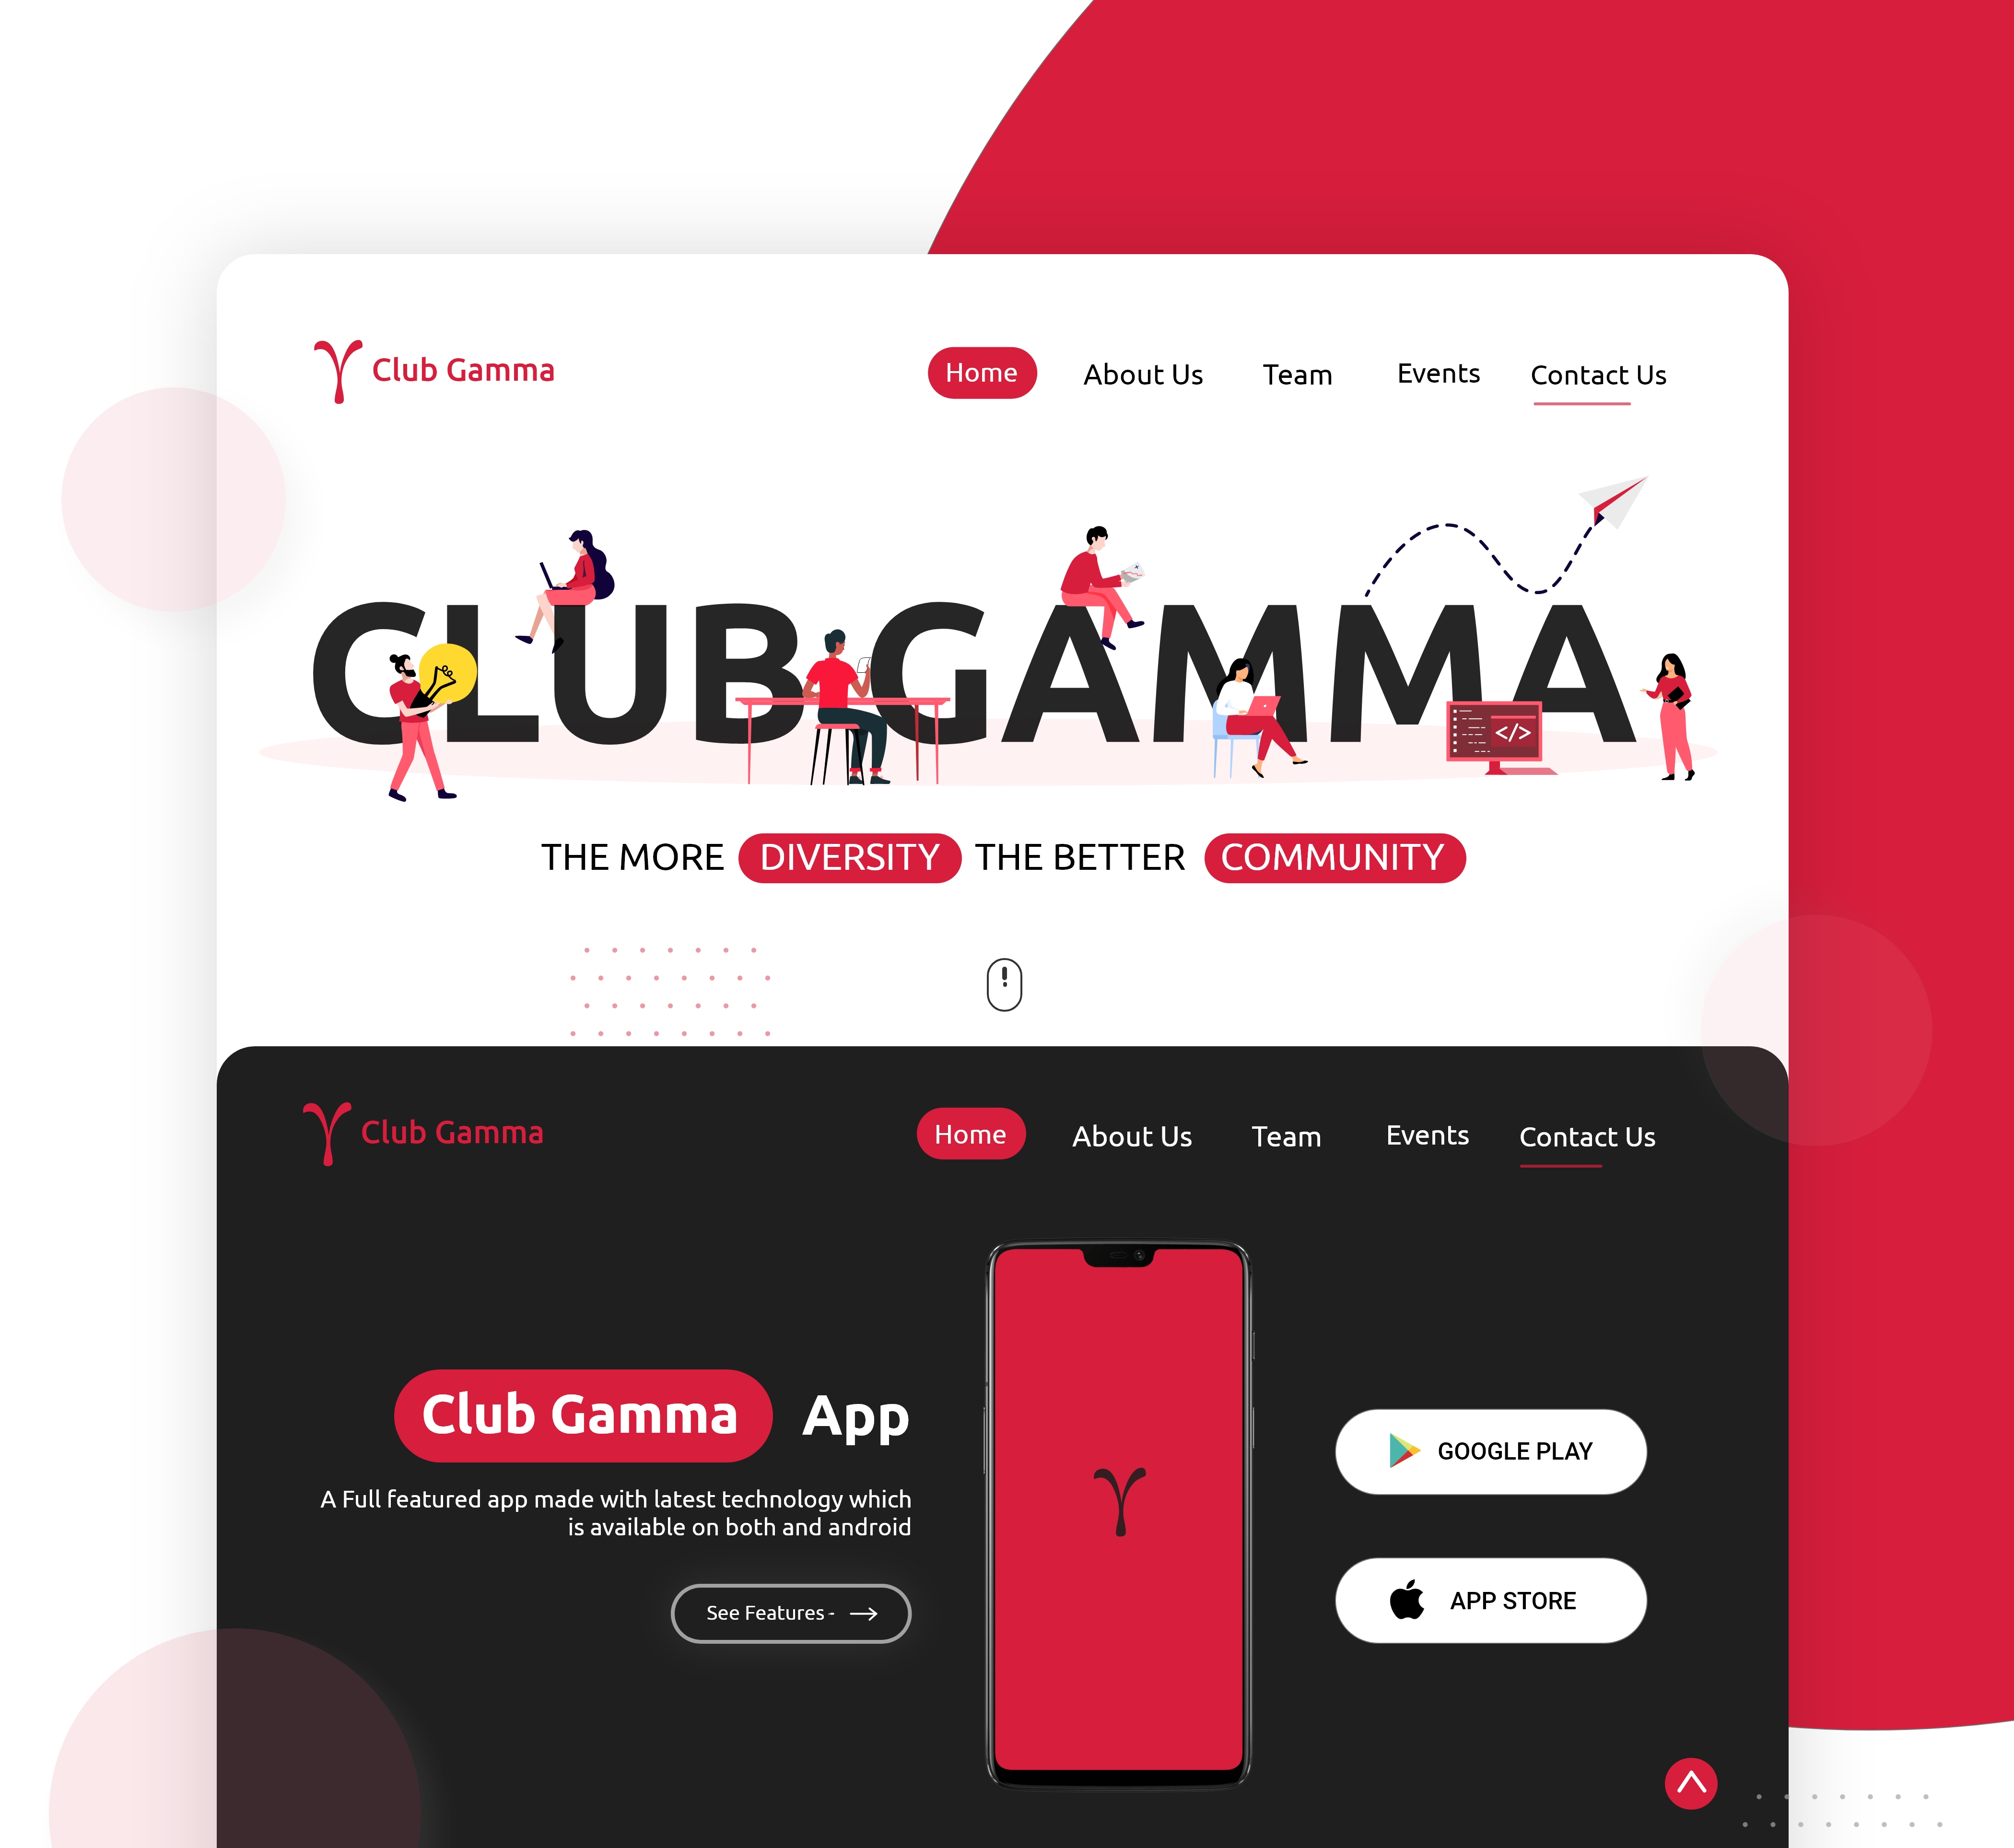 Club Gamma
Home About Us Team Events Contact Us
CLUB GAMMA
</>
THE MORE DIVERSITY THE BETTER COMMUNITY
Club Gamma
Home About Us Team Events Contact Us
Club Gamma App
A Full featured app made with latest technology which
is available on both and android
See Features -
GOOGLE PLAY
APP STORE